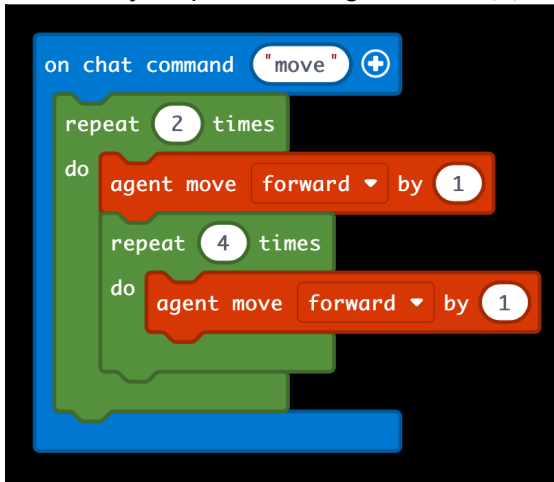 on chat command "move"
repeat 2 times
do
agent move forward by 1
repeat 4 times
do
agent move forward by 1